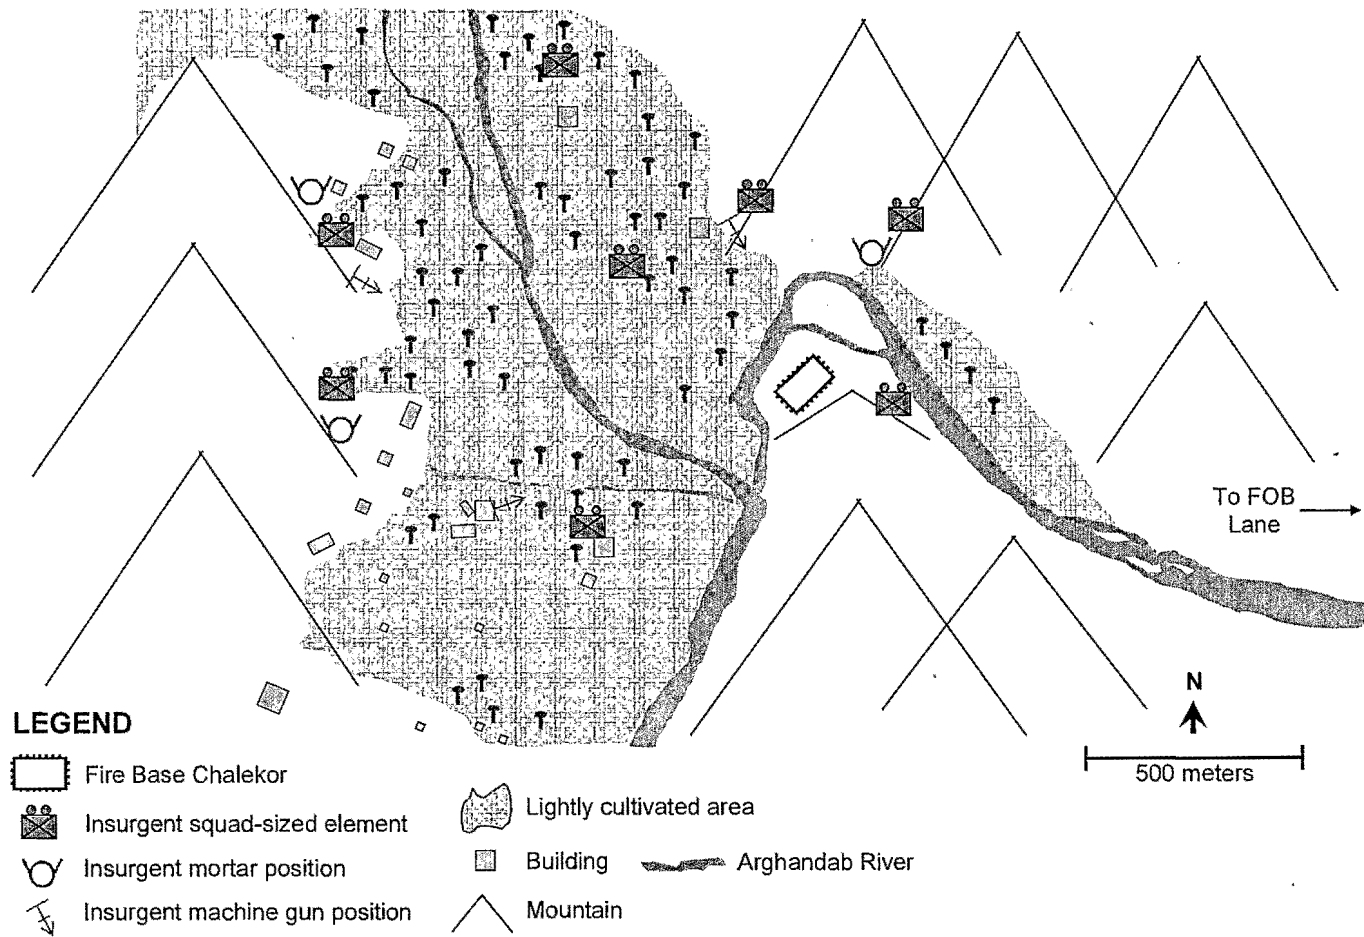 To FOB
Lane
N
500 meters
LEGEND
Fire Base Chalekor
Insurgent squad-sized element
Insurgent mortar position
Insurgent machine gun position
Lightly cultivated area
Building
Arghandab River
Mountain